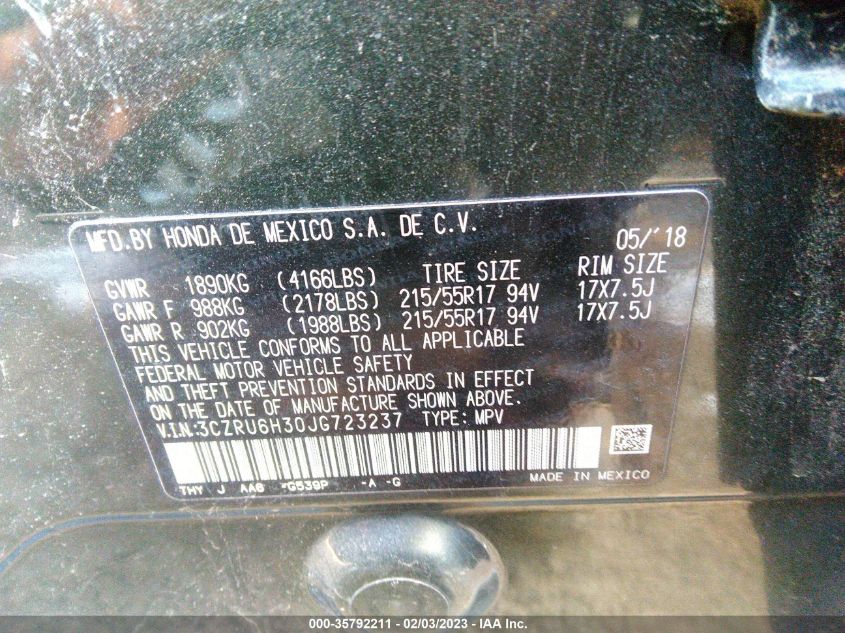 MFD.BY HONDA DE MEXICO S.A. DE C.V. 05/'18
GVWR 1890KG (4166LBS) TIRE SIZE RIM SIZE
GAWR F 988KG (2178LBS) 215/55R17 94V 17X7.5J
GAWR R 902KG (1988LBS) 215/55R17 94V 17X7.5J
THIS VEHICLE CONFORMS TO ALL APPLICABLE
FEDERAL MOTOR VEHICLE SAFETY
AND THEFT PREVENTION STANDARDS IN EFFECT
ON THE DATE OF MANUFACTURE SHOWN ABOVE.
V.I.N:3CZRU6H30JG723237 TYPE: MPV
MADE IN MEXICO
THY J AA6 -A -G
000-35792211 - 02/03/2023 - IAA Inc.